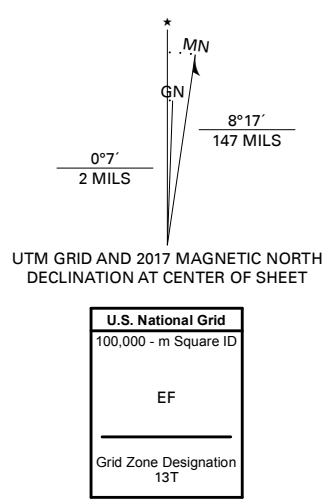 ★
MN
GN
8°17´
147 MILS
0°7´
2 MILS
UTM GRID AND 2017 MAGNETIC NORTH
DECLINATION AT CENTER OF SHEET
U.S. National Grid
100,000 - m Square ID
EF
Grid Zone Designation
13T